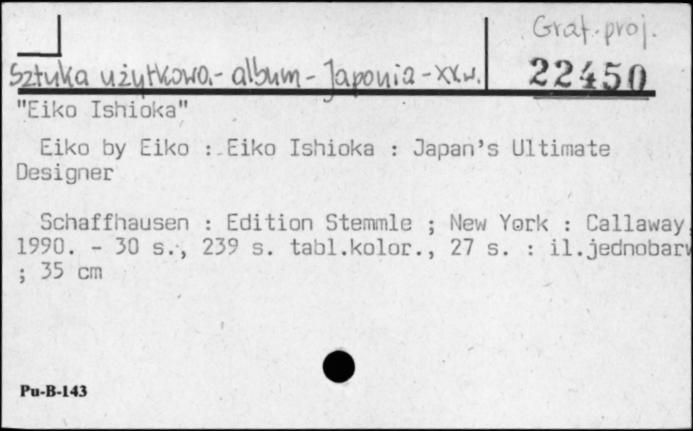 Graf. proj.
Sztuka użytkowa.- album - Japonia - XX w.
22450
"Eiko Ishioka"
Eiko by Eiko : Eiko Ishioka : Japan's Ultimate
Designer
Schaffhausen : Edition Stemmle ; New York : Callaway,
1990. - 30 s., 239 s. tabl.kolor., 27 s. : il.jednobarw
; 35 cm
Pu-B-143